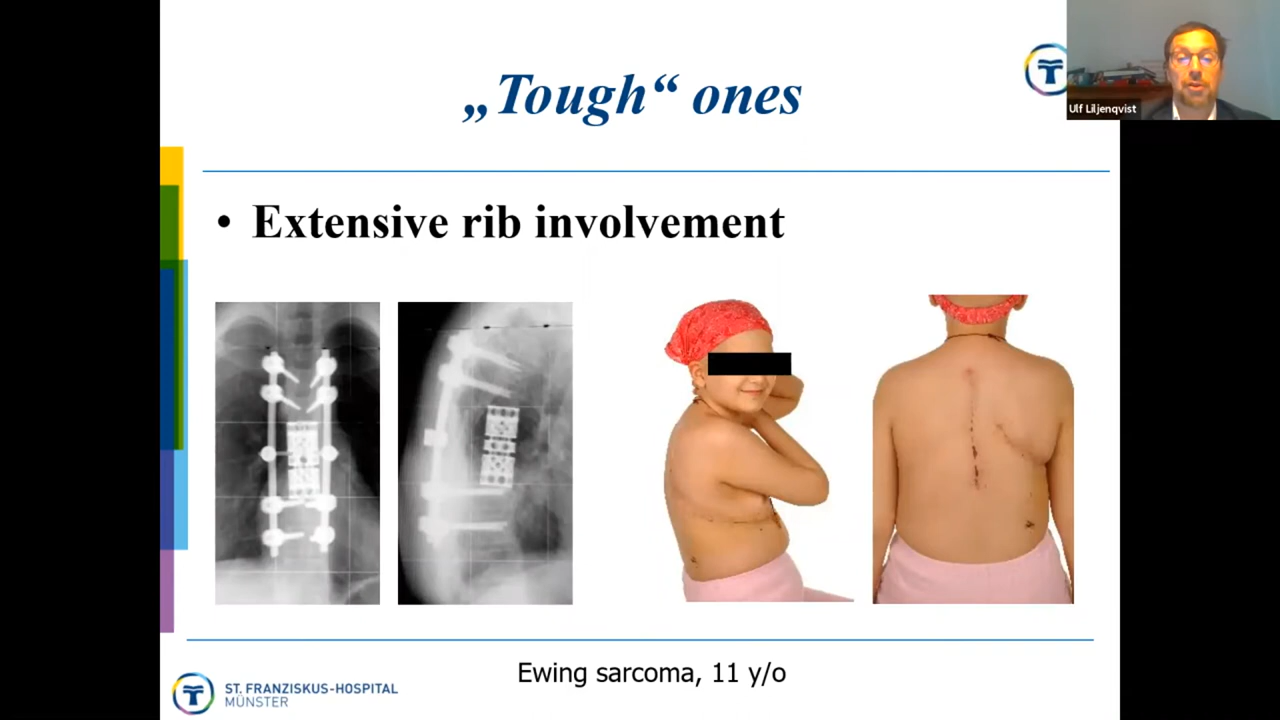 „Tough“ ones
Ulf Liljenqvist
• Extensive rib involvement
Ewing sarcoma, 11 y/o
ST. FRANZISKUS-HOSPITAL
MÜNSTER